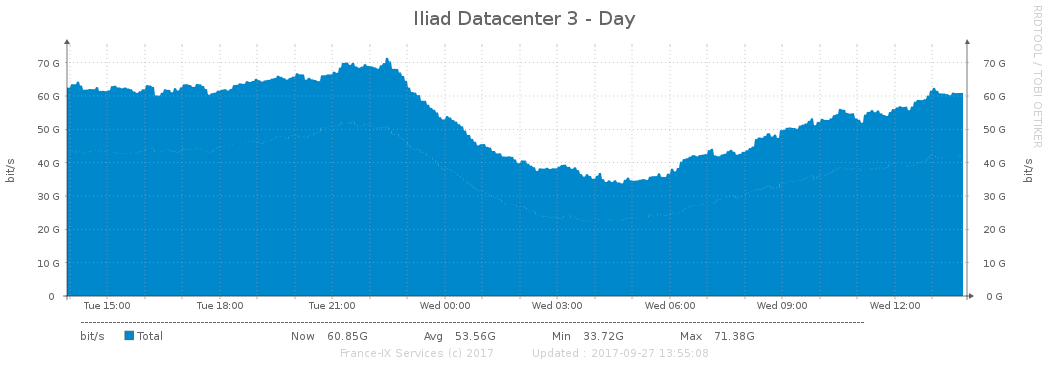 Iliad Datacenter 3 - Day
RRDTOOL / TOBI OETIKER
bit/s
70 G
60 G
50 G
40 G
30 G
20 G
10 G
0
70 G
60 G
50 G
40 G
30 G
20 G
10 G
0 G
bit/s
Tue 15:00 Tue 18:00 Tue 21:00 Wed 00:00 Wed 03:00 Wed 06:00 Wed 09:00 Wed 12:00
bit/s Total Now 60.85G Avg 53.56G Min 33.72G Max 71.38G
France-IX Services (c) 2017 Updated : 2017-09-27 13:55:08